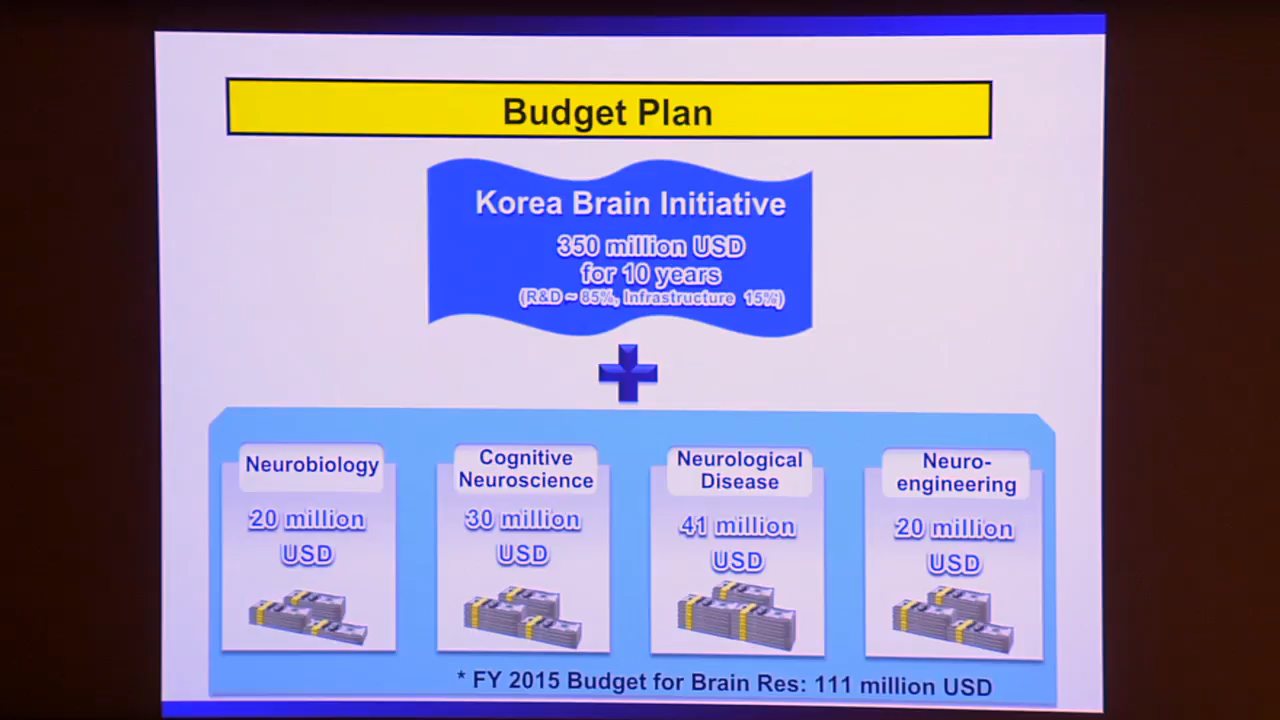 Budget Plan
Korea Brain Initiative
350 million USD
for 10 years
(R&D ~ 85%, Infrastructure 15%)
Neurobiology
20 million
USD
Cognitive
Neuroscience
30 million
USD
Neurological
Disease
41 million
USD
Neuro-
engineering
20 million
USD
* FY 2015 Budget for Brain Res: 111 million USD